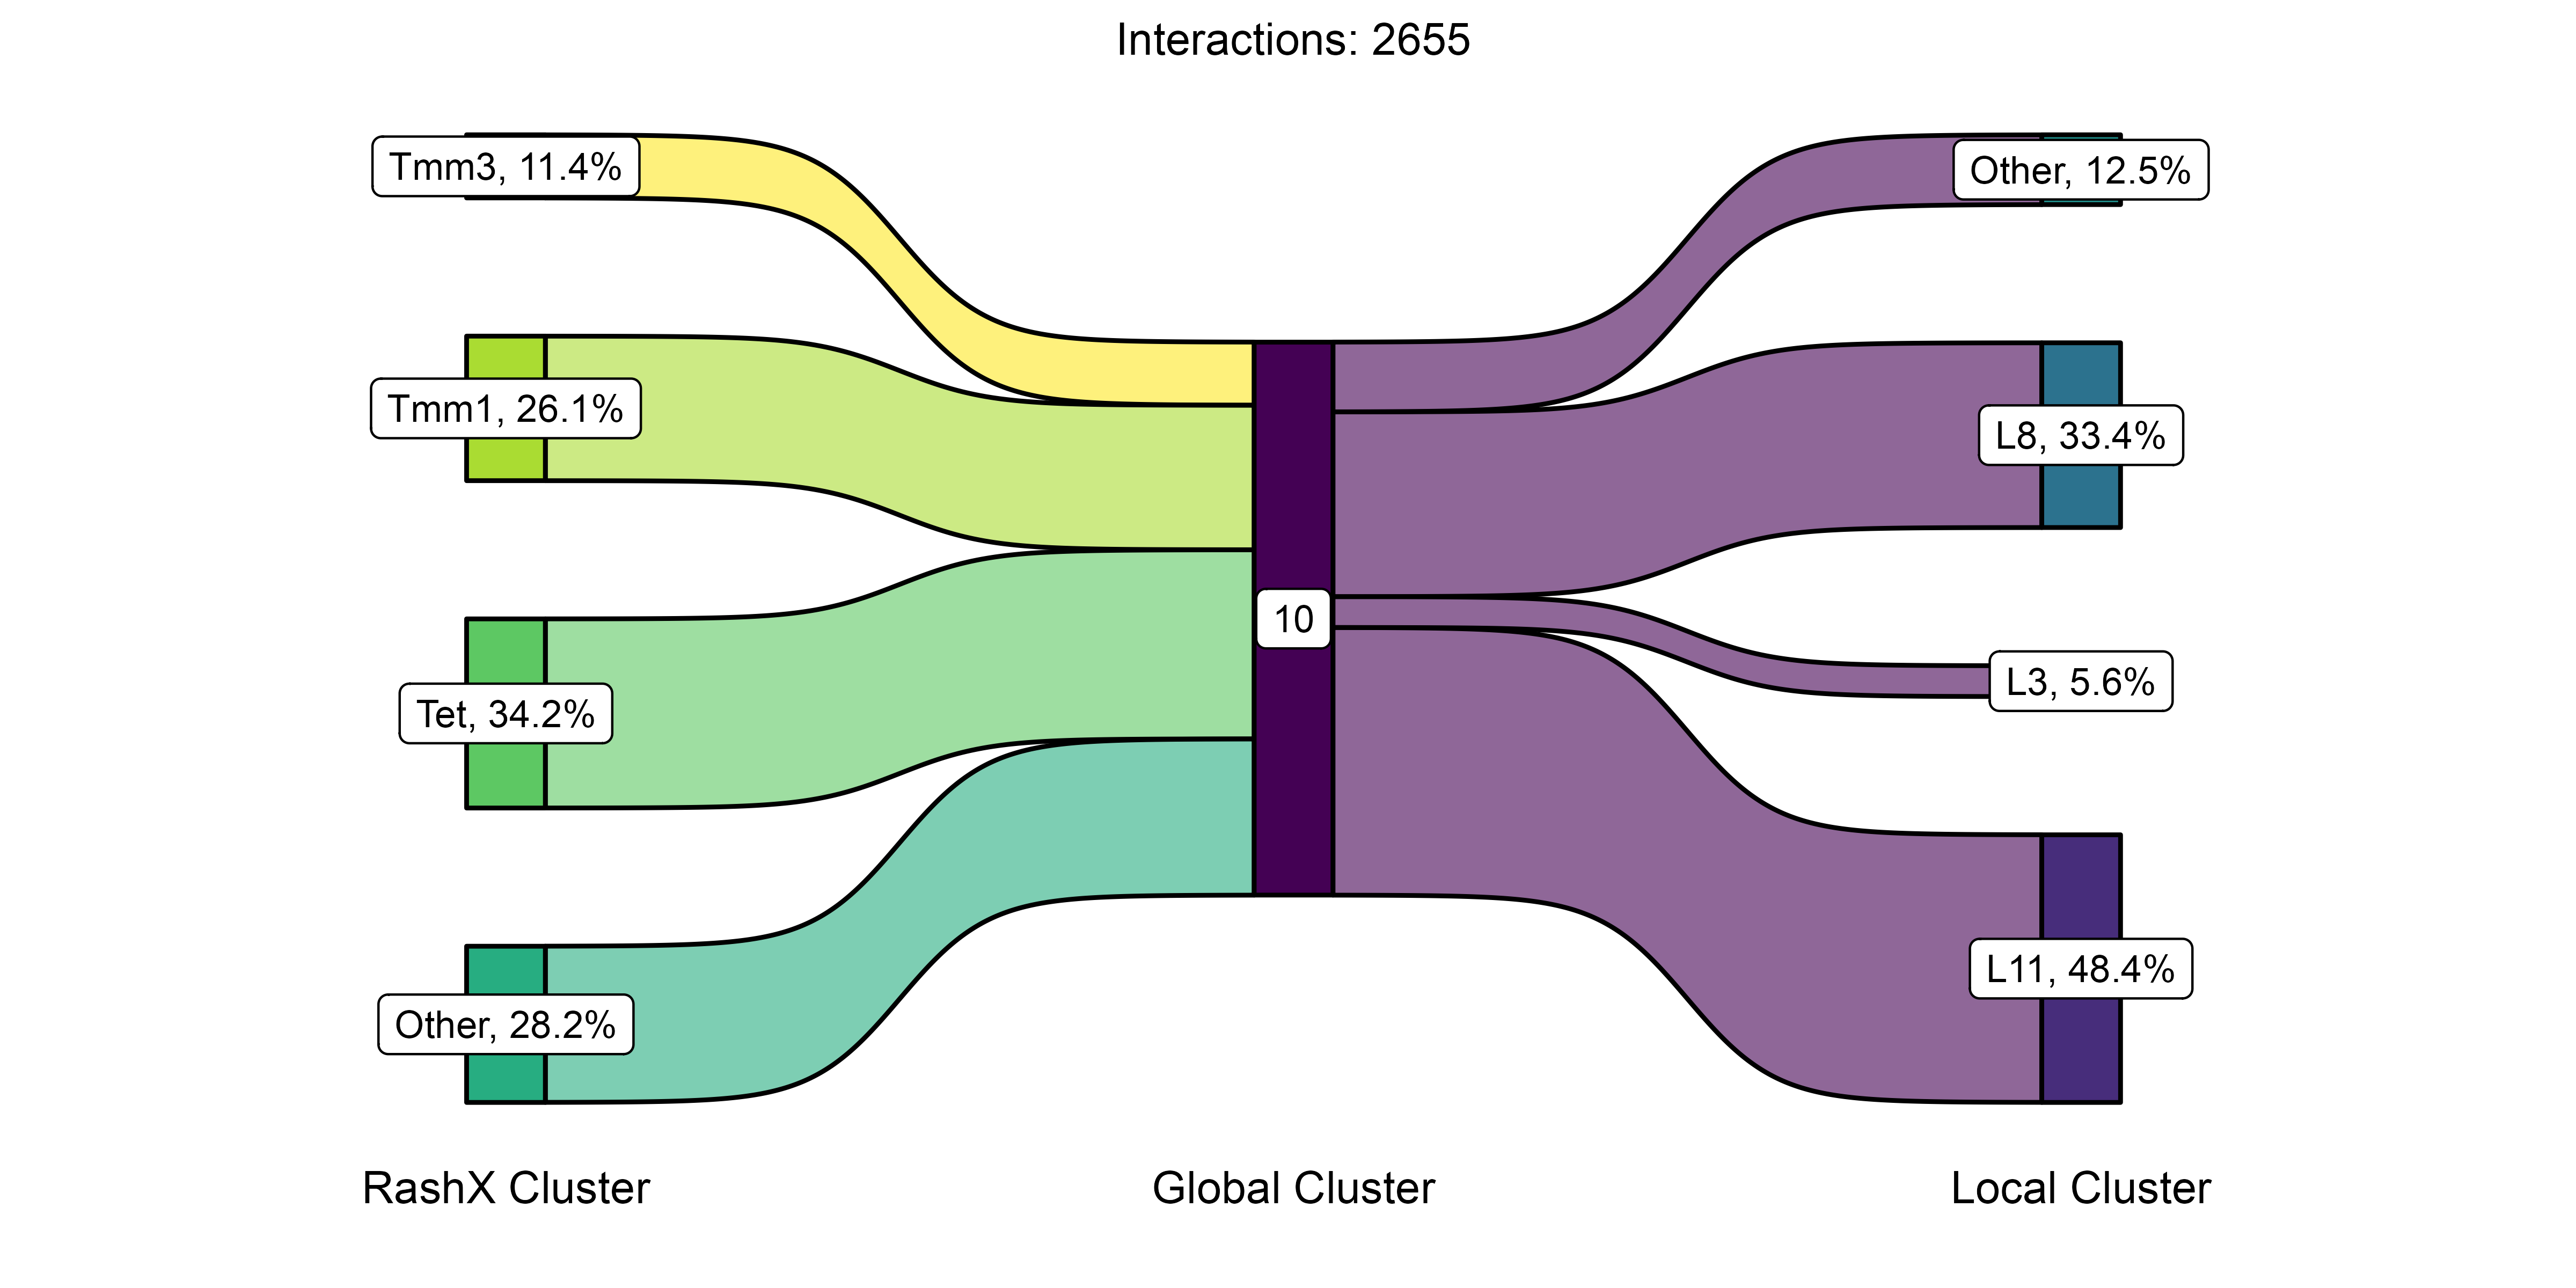 Interactions: 2655
Tmm3, 11.4%
Tmm1, 26.1%
Tet, 34.2%
Other, 28.2%
10
Other, 12.5%
L8, 33.4%
L3, 5.6%
L11, 48.4%
RashX Cluster
Global Cluster
Local Cluster